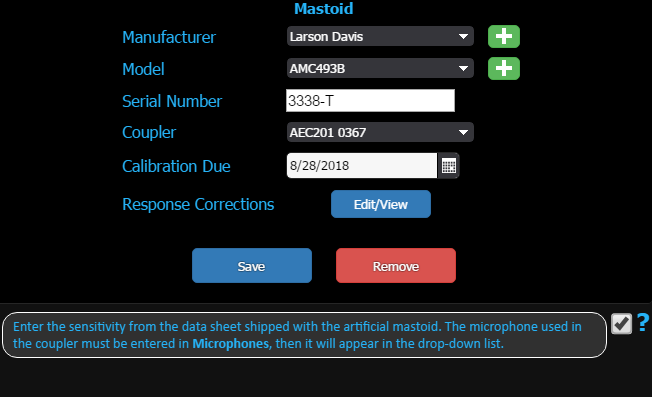 Mastoid
Manufacturer Larson Davis
Model AMC493B
Serial Number 3338-T
Coupler AEC201 0367
Calibration Due 8/28/2018
Response Corrections Edit/View
Save Remove
Enter the sensitivity from the data sheet shipped with the artificial mastoid. The microphone used in
the coupler must be entered in Microphones, then it will appear in the drop-down list.
?